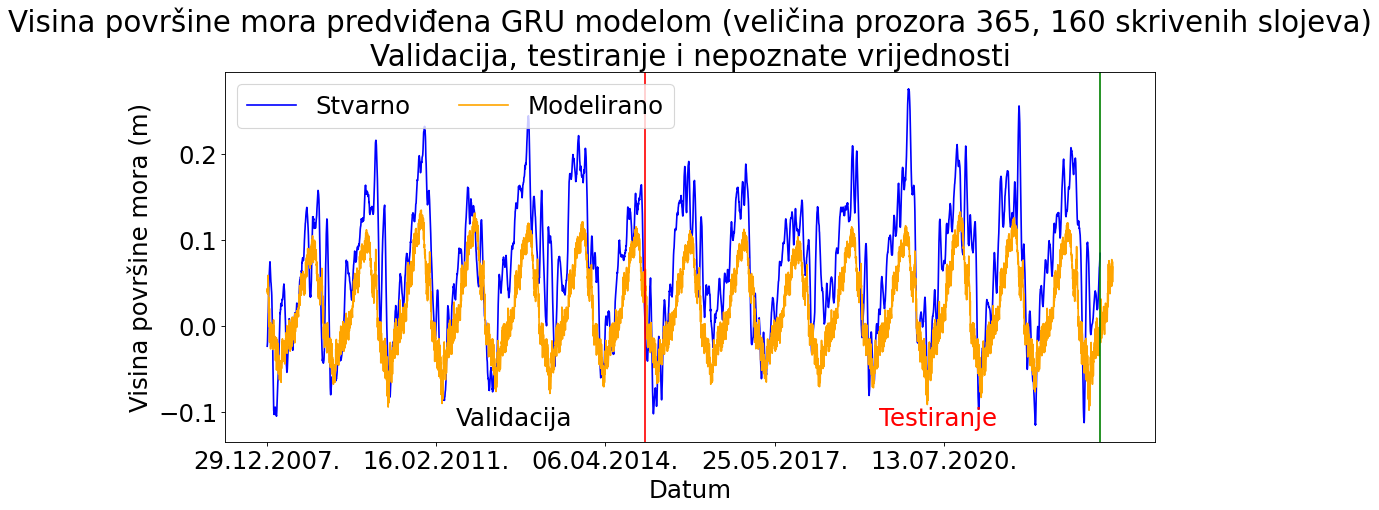 Visina površine mora predviđena GRU modelom (veličina prozora 365, 160 skrivenih slojeva)
Validacija, testiranje i nepoznate vrijednosti
Stvarno
Modelirano
Visina površine mora (m)
0.2
0.1
0.0
−0.1
Validacija
Testiranje
29.12.2007.
16.02.2011.
06.04.2014.
25.05.2017.
13.07.2020.
Datum